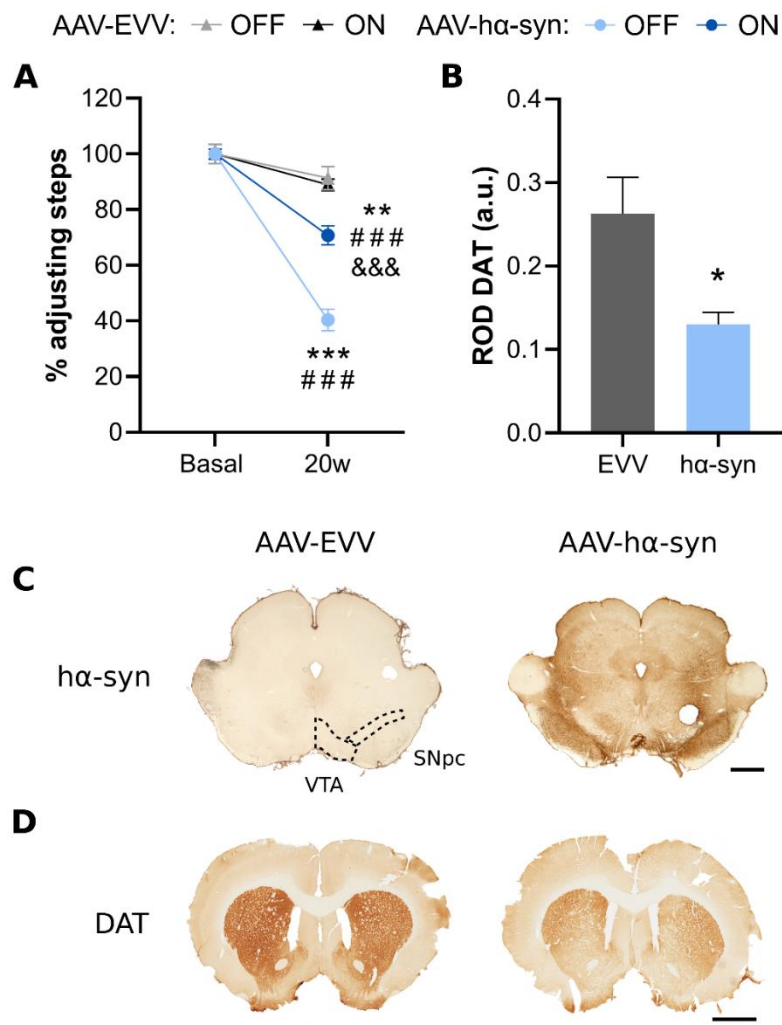 AAV-EVV: OFF ON AAV-hα-syn: OFF ON
A
120
100
80
60
40
20
0
% adjusting steps
Basal 20w
**
###
&&&
***
###
B
0.4
0.3
0.2
0.1
0.0
ROD DAT (a.u.)
*
EVV hα-syn
AAV-EVV AAV-hα-syn
C
hα-syn
SNpc
VTA
D
DAT